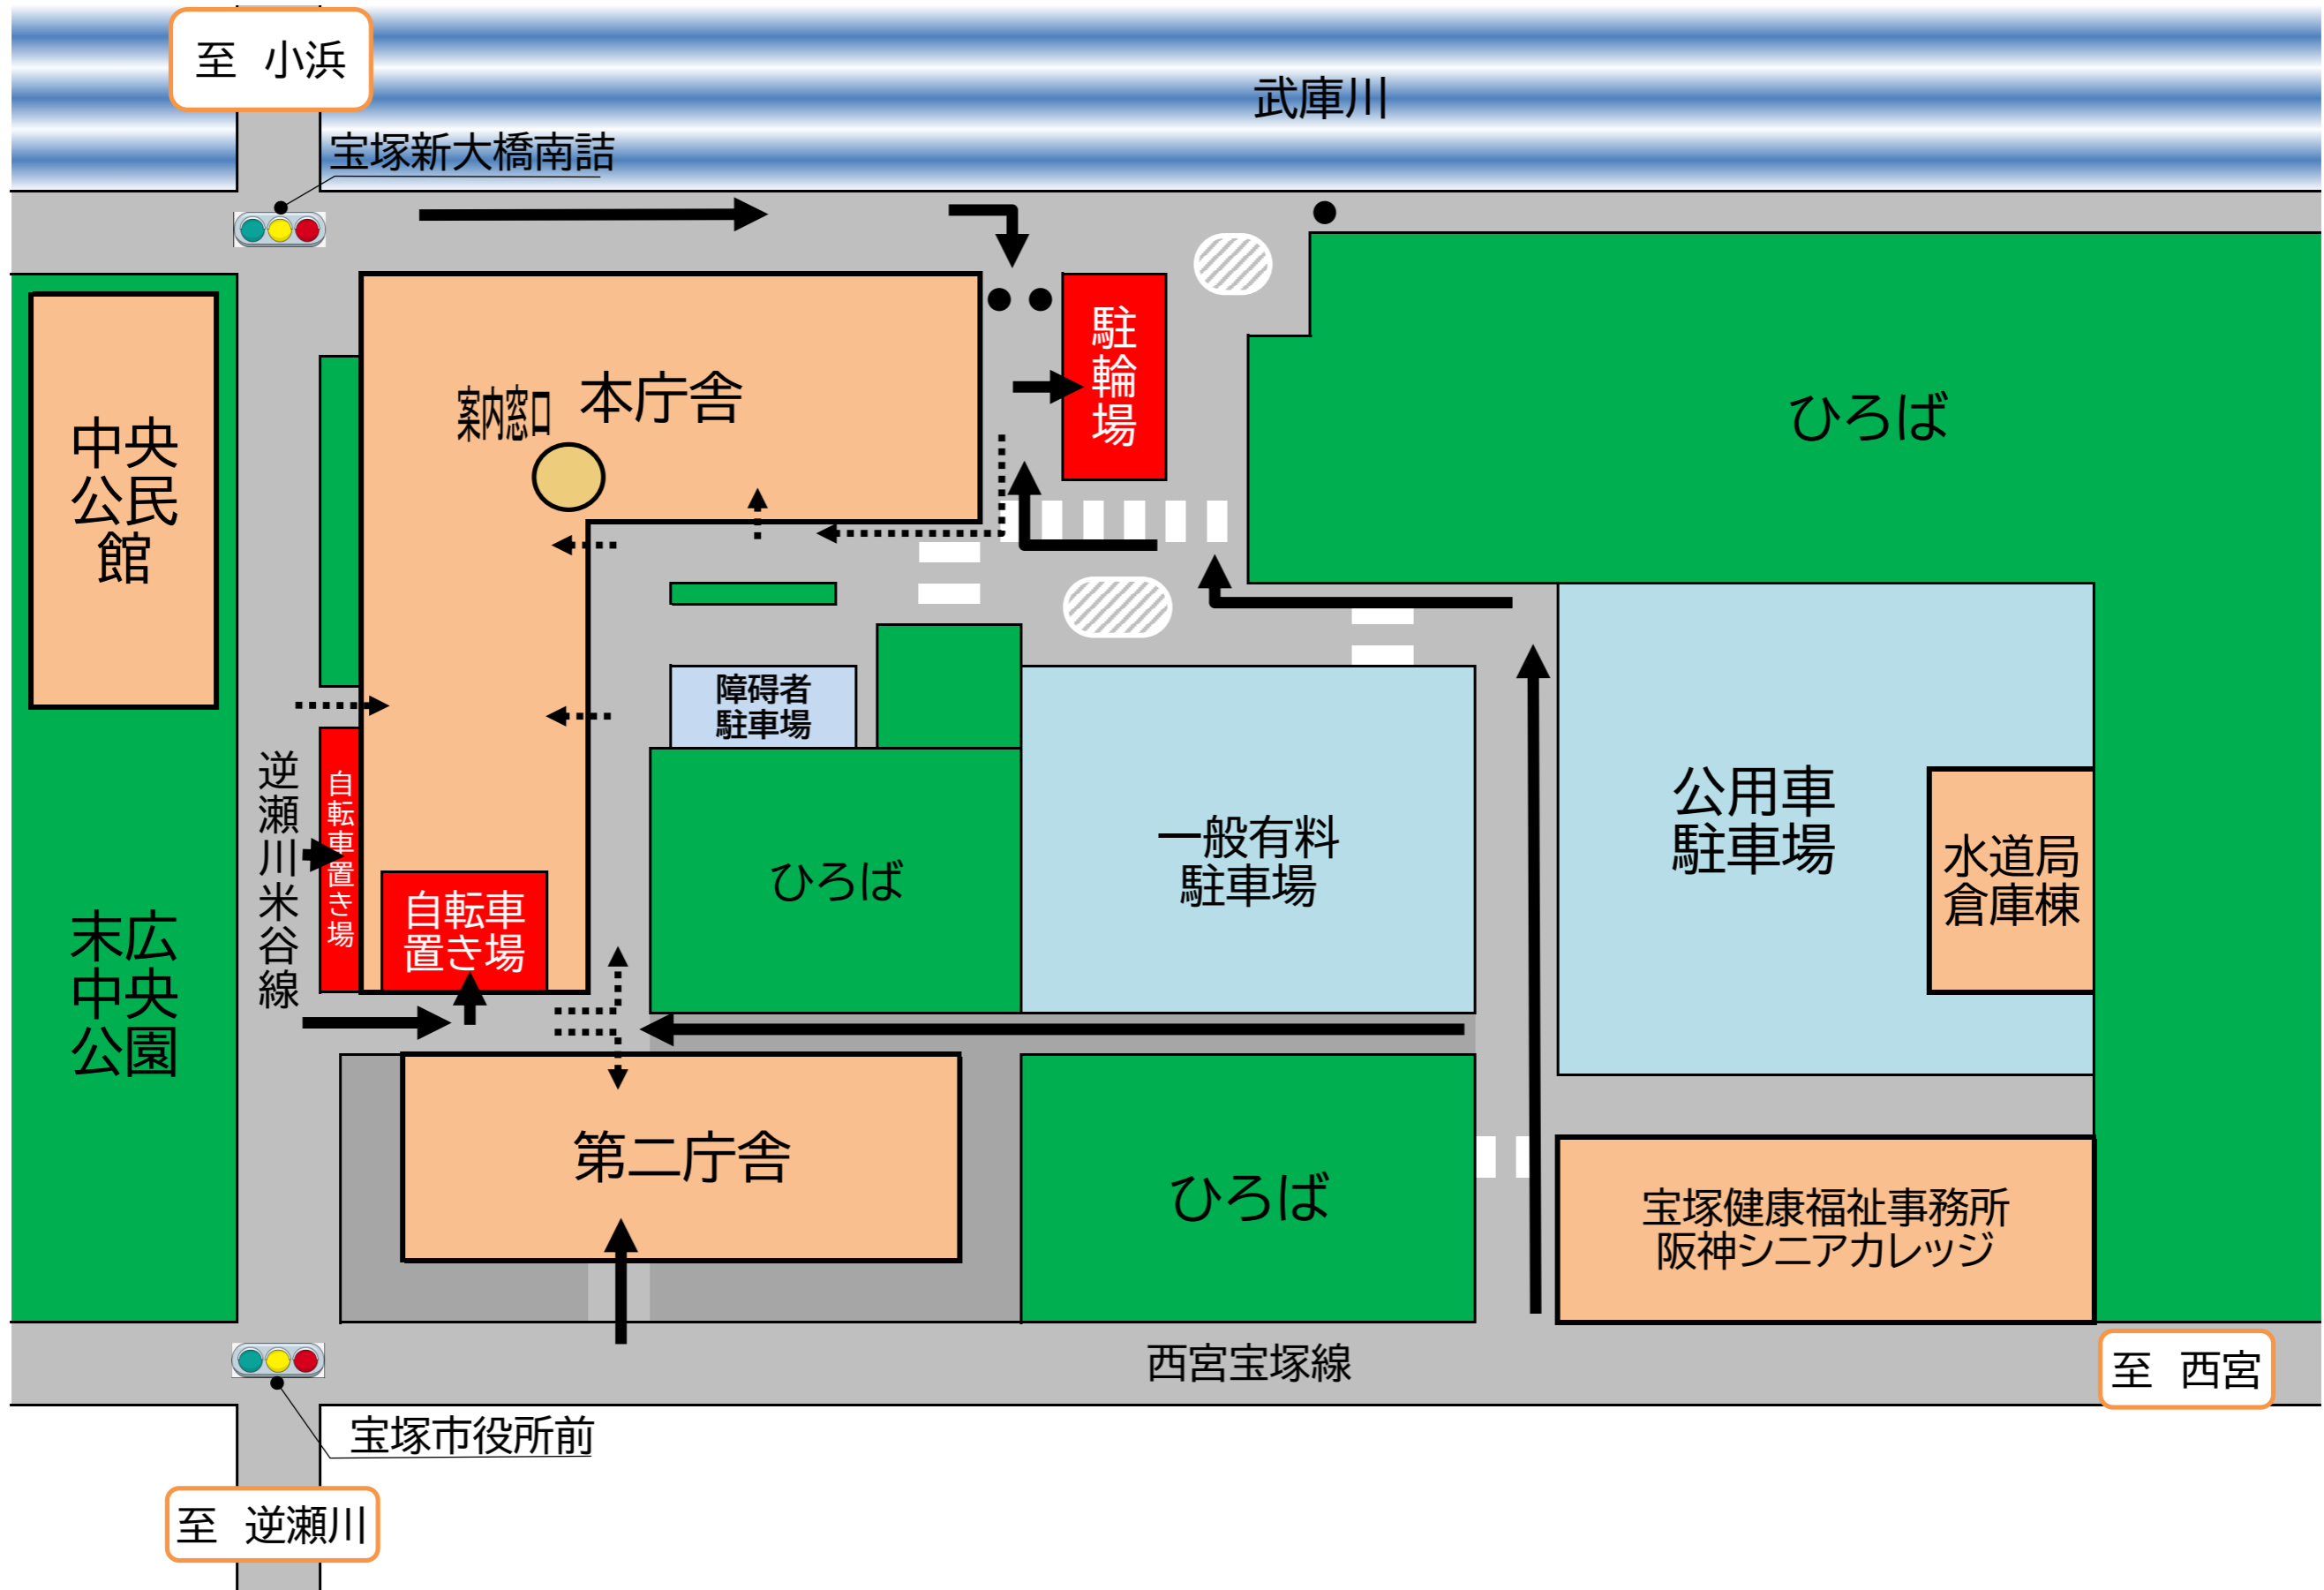 至 小浜
武庫川
宝塚新大橋南詰
駐輪場
案内窓口
本庁舎
ひろば
中央
公民
館
障碍者
駐車場
逆瀬川米谷線
自転車置き場
一般有料
駐車場
公用車
駐車場
水道局
倉庫棟
ひろば
自転車
置き場
末広
中央
公園
第二庁舎
ひろば
宝塚健康福祉事務所
阪神シニアカレッジ
西宮宝塚線
至 西宮
宝塚市役所前
至 逆瀬川